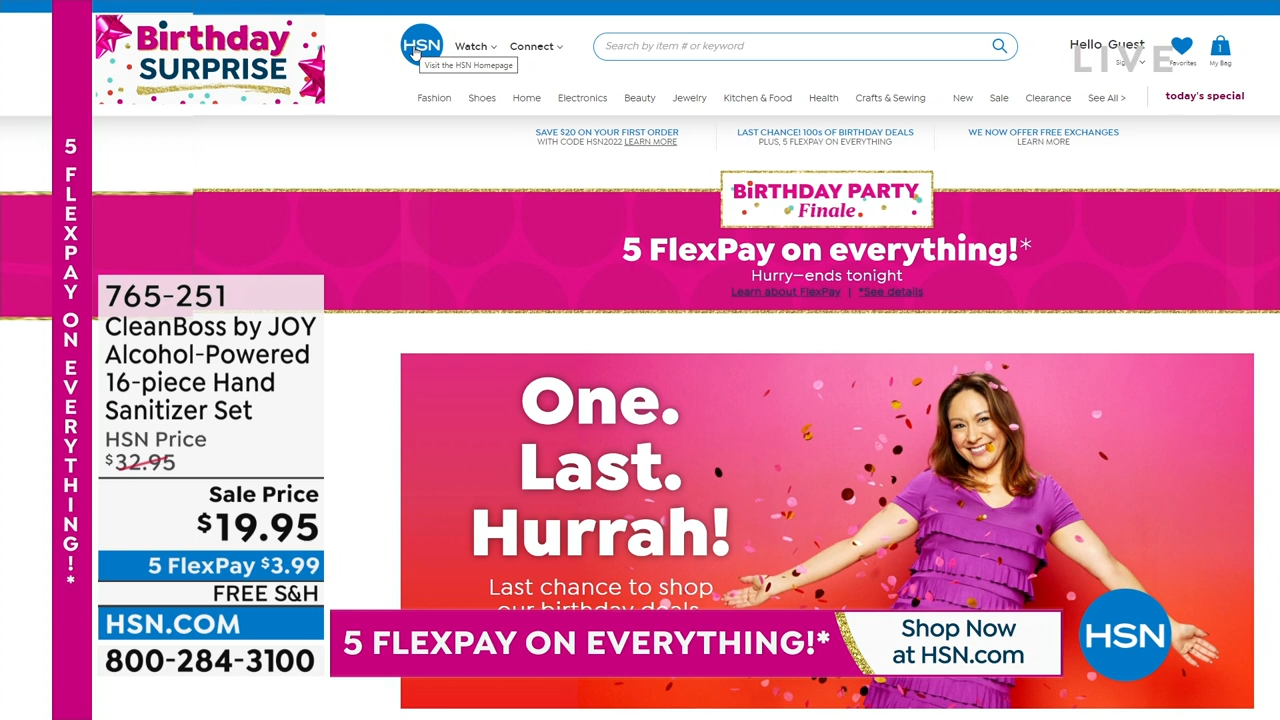 Birthday
SURPRISE
5 FLEXPAY ON EVERYTHING!*
HSN
Watch
Connect
Search by item # or keyword
Hello, Guest
LIVE
Favorites
1
My Bag
Visit the HSN Homepage
Fashion Shoes Home Electronics Beauty Jewelry Kitchen & Food Health Crafts & Sewing New Sale Clearance See All > today's special
SAVE $20 ON YOUR FIRST ORDER
WITH CODE HSN2022 LEARN MORE
LAST CHANCE! 100s OF BIRTHDAY DEALS
PLUS, 5 FLEXPAY ON EVERYTHING
WE NOW OFFER FREE EXCHANGES
LEARN MORE
BiRTHDAY PARTY
Finale
5 FlexPay on everything!*
Hurry—ends tonight
Learn about FlexPay | *See details
765-251
CleanBoss by JOY
Alcohol-Powered
16-piece Hand
Sanitizer Set
HSN Price
$32.95
Sale Price
$19.95
5 FlexPay $3.99
FREE S&H
HSN.COM
800-284-3100
One.
Last.
Hurrah!
Last chance to shop
our birthday deals
5 FLEXPAY ON EVERYTHING!*
Shop Now
at HSN.com
HSN